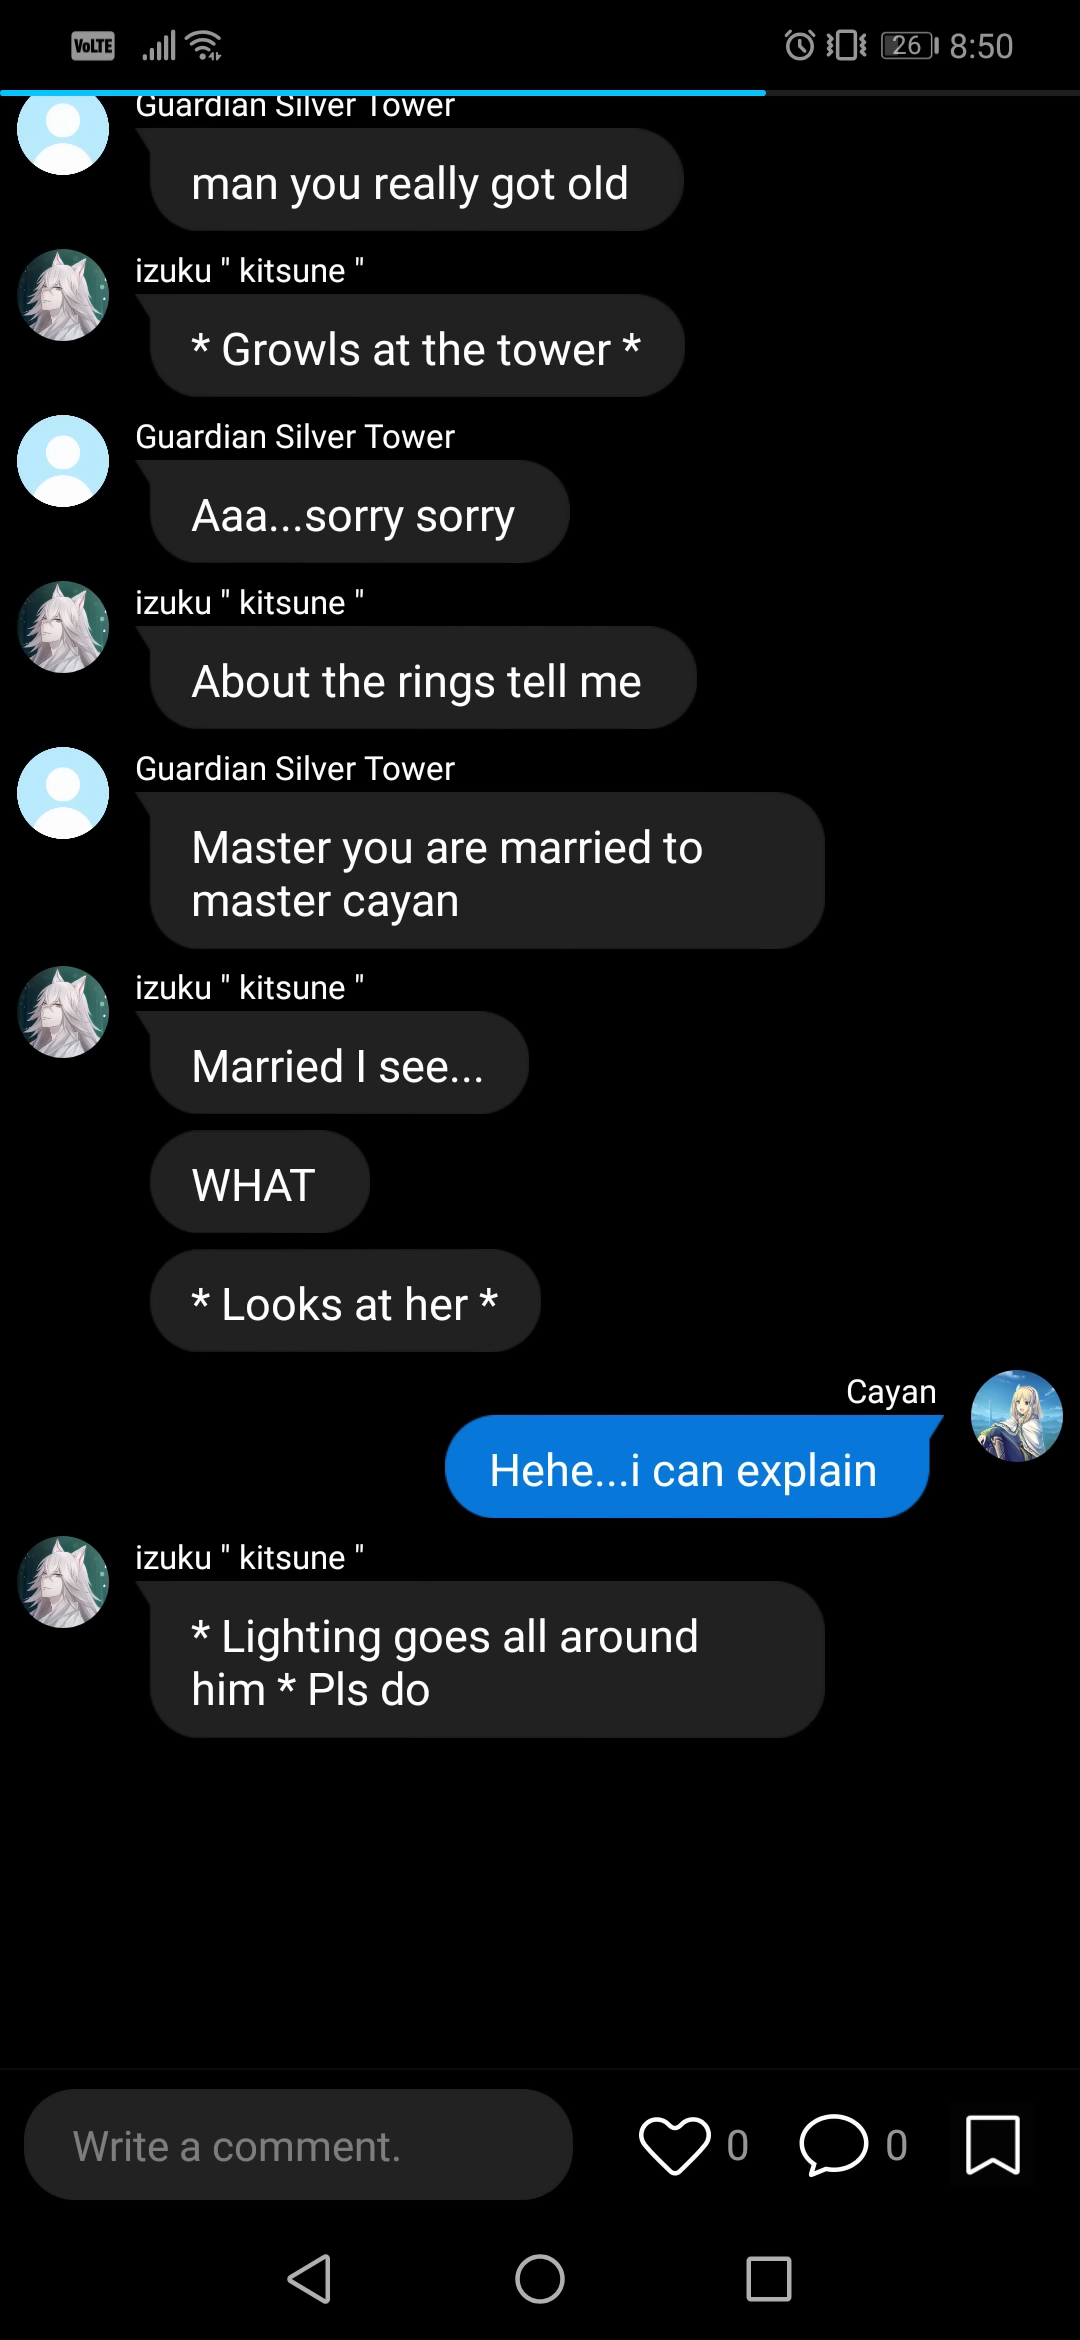 VoLTE 26 8:50
Guardian Silver Tower
man you really got old
izuku " kitsune "
* Growls at the tower *
Guardian Silver Tower
Aaa...sorry sorry
izuku " kitsune "
About the rings tell me
Guardian Silver Tower
Master you are married to
master cayan
izuku " kitsune "
Married I see...
WHAT
* Looks at her *
Cayan
Hehe...i can explain
izuku " kitsune "
* Lighting goes all around
him * Pls do
Write a comment. 0 0